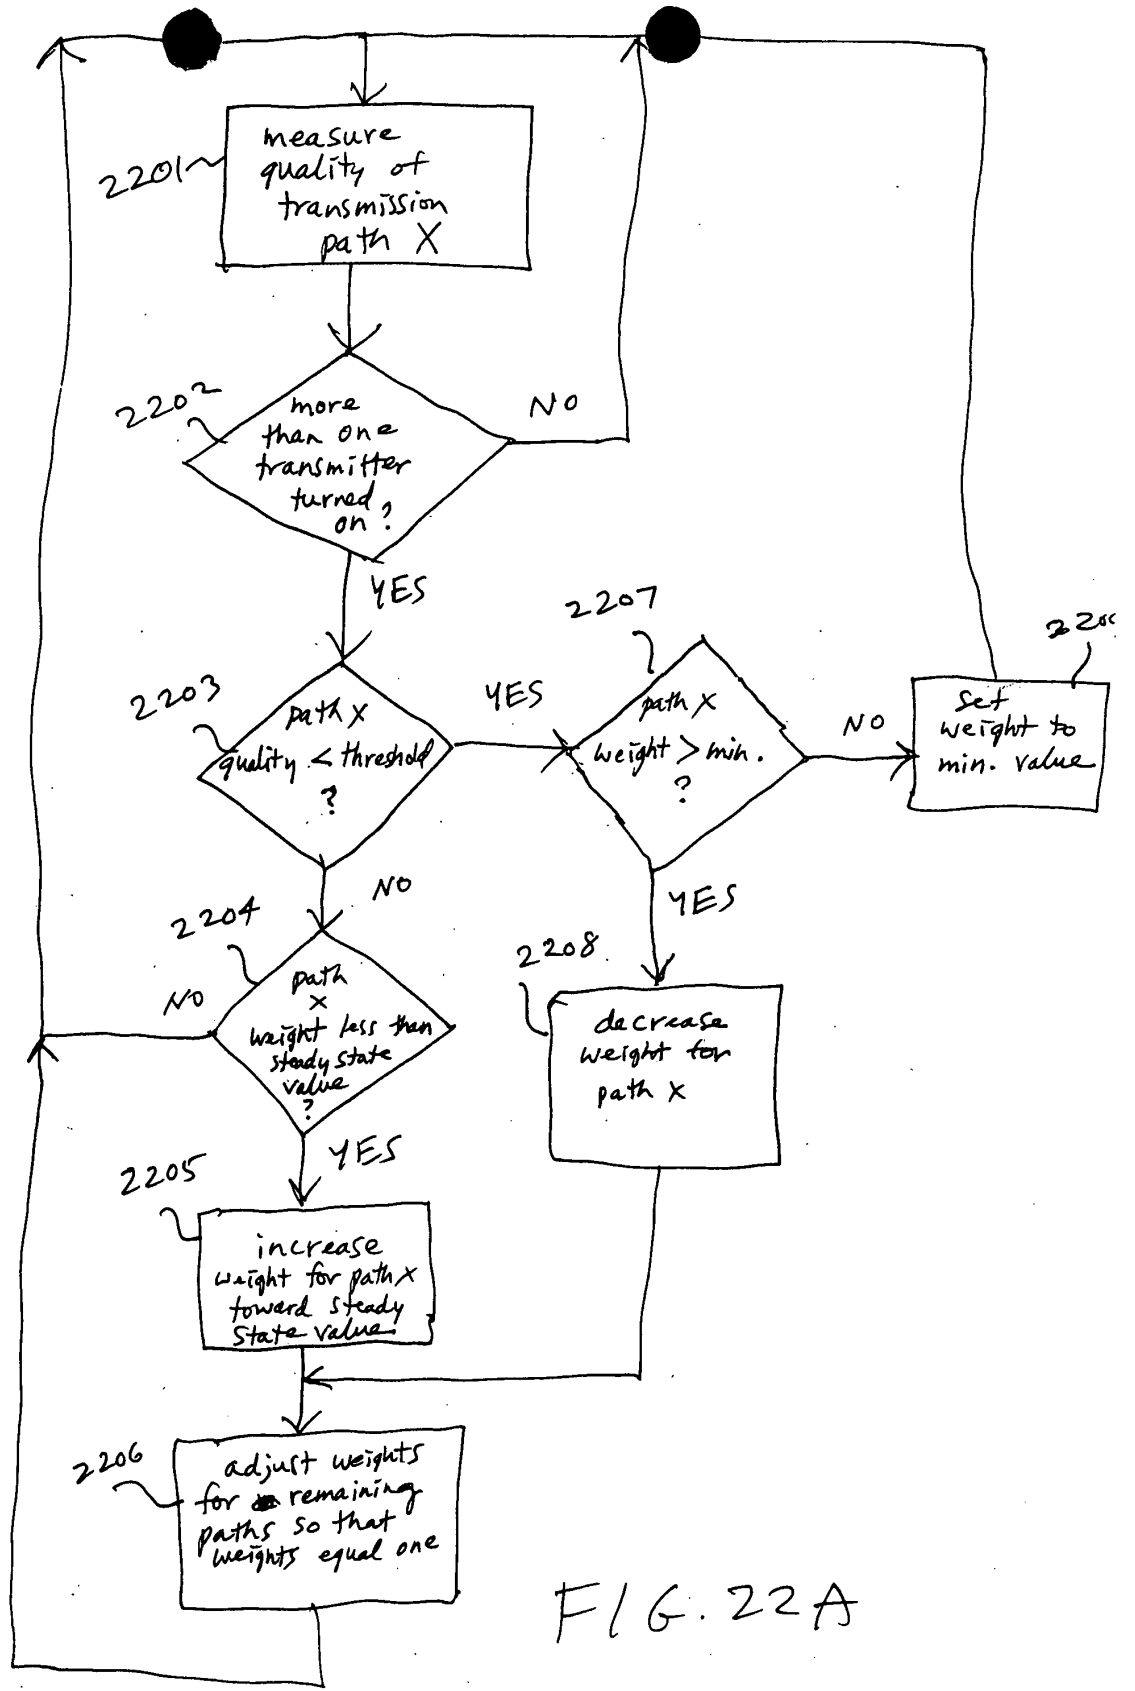 2201
measure
quality of
transmission
path X
2202
more
than one
transmitter
turned
on ?
NO
YES
2203
path X
quality < threshold
?
YES
2207
path X
weight > min.
?
NO
set
weight to
min. value
NO
YES
2204
path
X
weight less than
steady state
value
?
NO
2208
decrease
weight for
path X
YES
2205
increase
weight for path X
toward steady
state value
2206
adjust weights
for remaining
paths so that
weights equal one
FIG. 22A